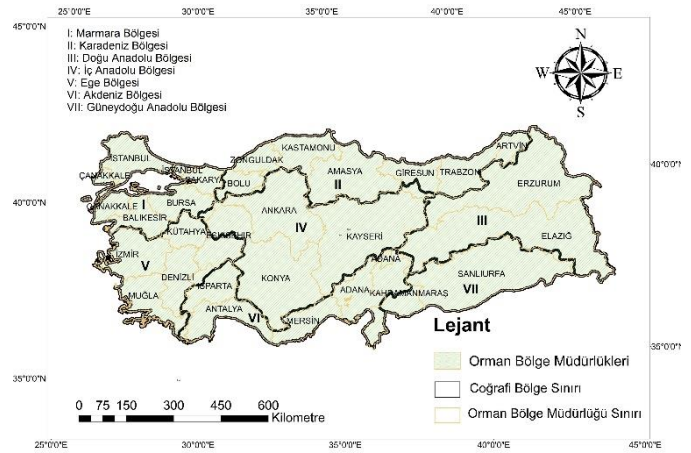 25°0'0"E 30°0'0"E 35°0'0"E 40°0'0"E 45°0'0"E
45°0'0"N
45°0'0"N
I: Marmara Bölgesi
II: Karadeniz Bölgesi
III: Doğu Anadolu Bölgesi
IV: İç Anadolu Bölgesi
V: Ege Bölgesi
VI: Akdeniz Bölgesi
VII: Güneydoğu Anadolu Bölgesi
N
W E
S
KASTAMONU
ARTVİN
İSTANBUL
ZONGULDAK
40°0'0"N
ÇANAKKALE İSTANBUL
SAKARYA BOLU
AMASYA
GİRESUN
TRABZON
ERZURUM
II
40°0'0"N
ÇANAKKALE I BURSA
BALIKESİR
ANKARA
IV
III
KÜTAHYA
ESKİŞEHİR
KAYSERİ
ELAZIĞ
İZMİR
V
DENİZLİ
KONYA
ADANA
ŞANLIURFA
ISPARTA
MUĞLA
ADANA
KAHRAMANMARAŞ
VII
ANTALYA
VI
MERSİN
35°0'0"N
35°0'0"N
Lejant
Orman Bölge Müdürlükleri
Coğrafi Bölge Sınırı
Orman Bölge Müdürlüğü Sınırı
0 75 150 300 450 600
Kilometre
25°0'0"E 30°0'0"E 35°0'0"E 40°0'0"E 45°0'0"E